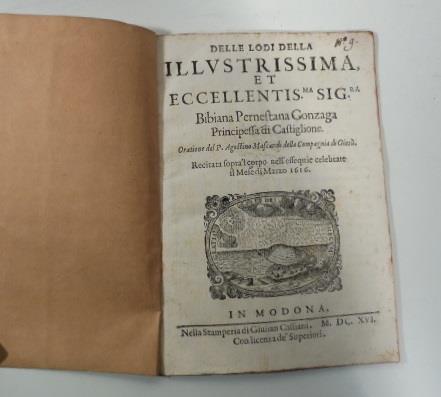 Nº 9.
DELLE LODI DELLA
ILLVSTRISSIMA,
ET
ECCELLENTIS.MA SIG.RA
Bibiana Pernestana Gonzaga
Principessa di Castiglione.
Oratione del P. Agostino Mascardi della Compagnia di Giesù.
Recitata sopra'l corpo nell'essequie celebrate
il Mese di Marzo 1616.
IN MODONA,
Nella Stamperia di Giulian Cassiani. M. DC. XVI.
Con licenza de' Superiori.